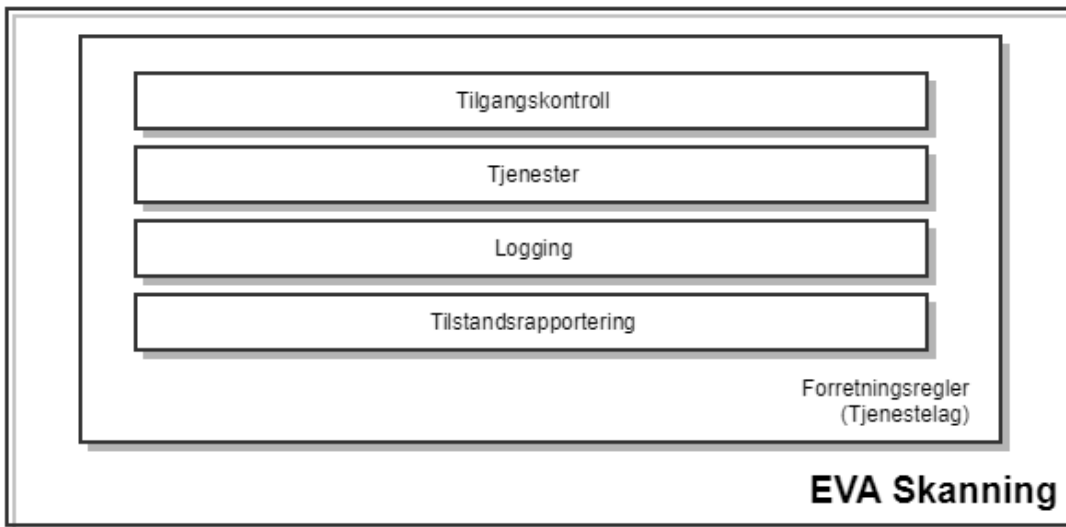 Tilgangskontroll
Tjenester
Logging
Tilstandsrapportering
Forretningsregler
(Tjenestelag)
EVA Skanning